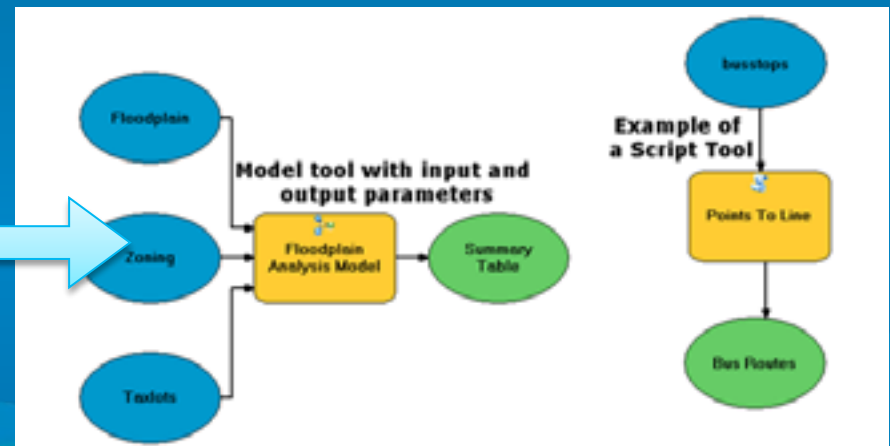 Floodplain
Model tool with input and
output parameters
Zoning
Floodplain
Analysis Model
Summary
Table
Taxlots
busstops
Example of
a Script Tool
Points To Line
Bus Routes